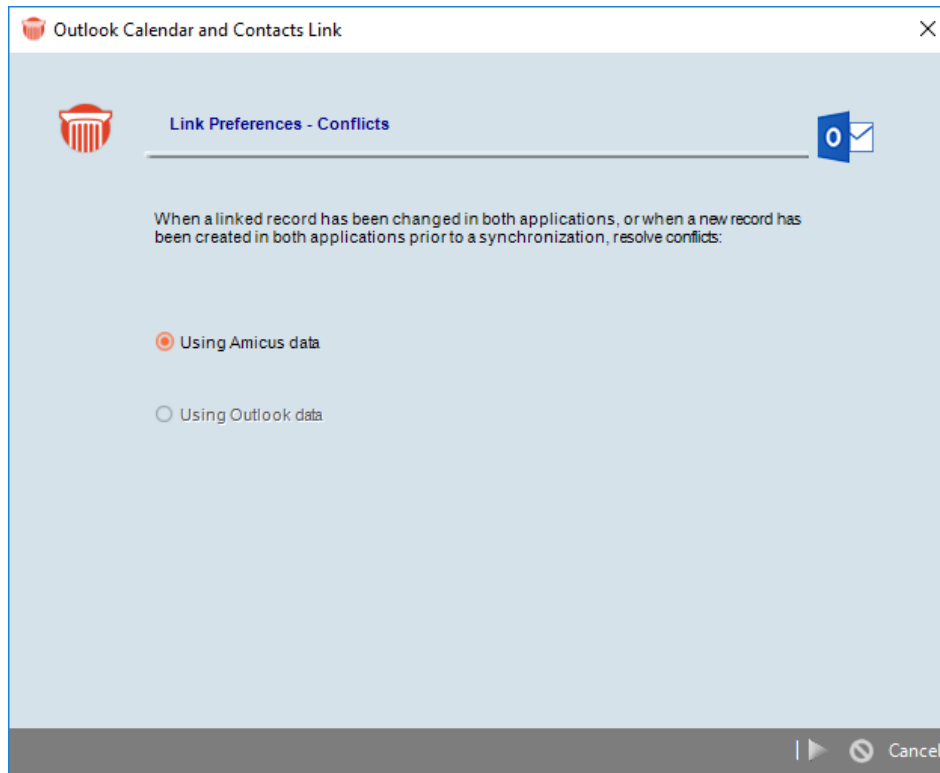 Outlook Calendar and Contacts Link
Link Preferences - Conflicts
O
When a linked record has been changed in both applications, or when a new record has
been created in both applications prior to a synchronization, resolve conflicts:
Using Amicus data
Using Outlook data
Cancel